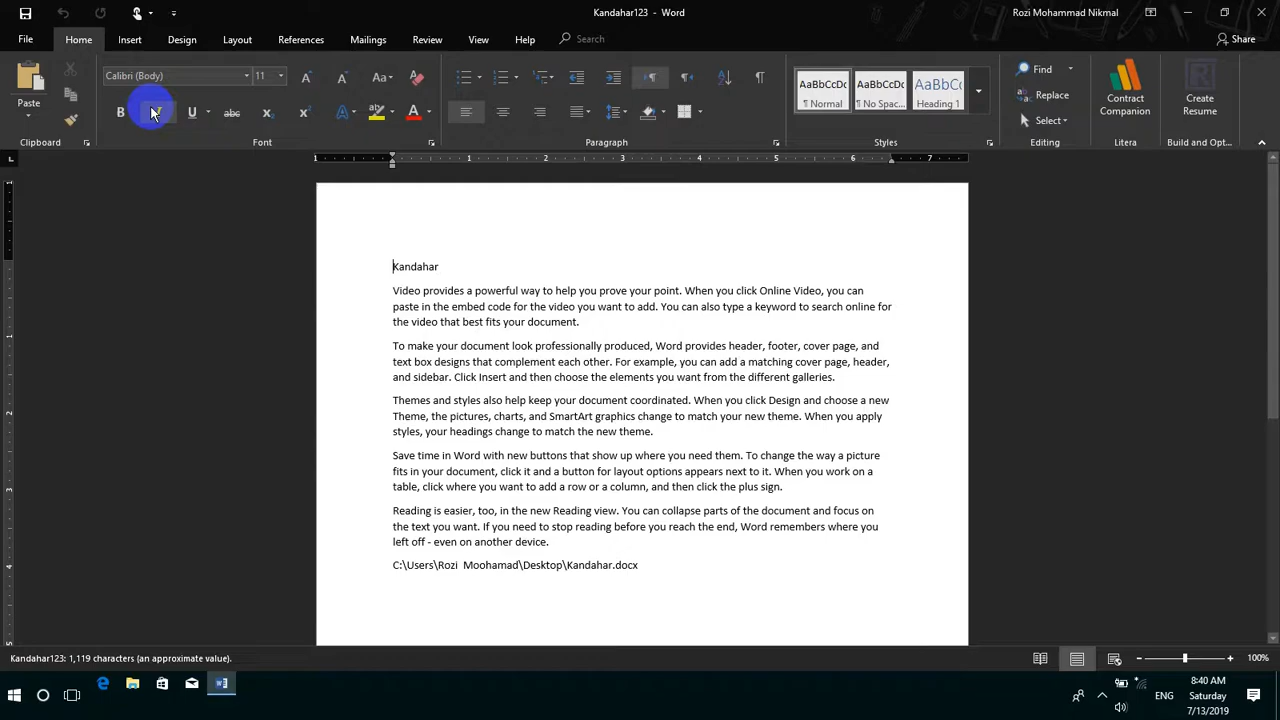 Kandahar123 - Word
Rozi Mohammad Nikmal
File Home Insert Design Layout References Mailings Review View Help Search Share
Calibri (Body) 11 Aa
Paste
B U abc x₂ x² A A
AaBbCcDc AaBbCcDc AaBbCc
¶ Normal ¶ No Spac... Heading 1
Find
Replace
Select
Contract Companion
Create Resume
Clipboard Font Paragraph Styles Editing Litera Build and Opt...
1 1 2 3 4 5 6 7
Kandahar
Video provides a powerful way to help you prove your point. When you click Online Video, you can
paste in the embed code for the video you want to add. You can also type a keyword to search online for
the video that best fits your document.
To make your document look professionally produced, Word provides header, footer, cover page, and
text box designs that complement each other. For example, you can add a matching cover page, header,
and sidebar. Click Insert and then choose the elements you want from the different galleries.
Themes and styles also help keep your document coordinated. When you click Design and choose a new
Theme, the pictures, charts, and SmartArt graphics change to match your new theme. When you apply
styles, your headings change to match the new theme.
Save time in Word with new buttons that show up where you need them. To change the way a picture
fits in your document, click it and a button for layout options appears next to it. When you work on a
table, click where you want to add a row or a column, and then click the plus sign.
Reading is easier, too, in the new Reading view. You can collapse parts of the document and focus on
the text you want. If you need to stop reading before you reach the end, Word remembers where you
left off - even on another device.
C:\Users\Rozi  Moohamad\Desktop\Kandahar.docx
Kandahar123: 1,119 characters (an approximate value).
100%
8:40 AM
ENG Saturday
7/13/2019